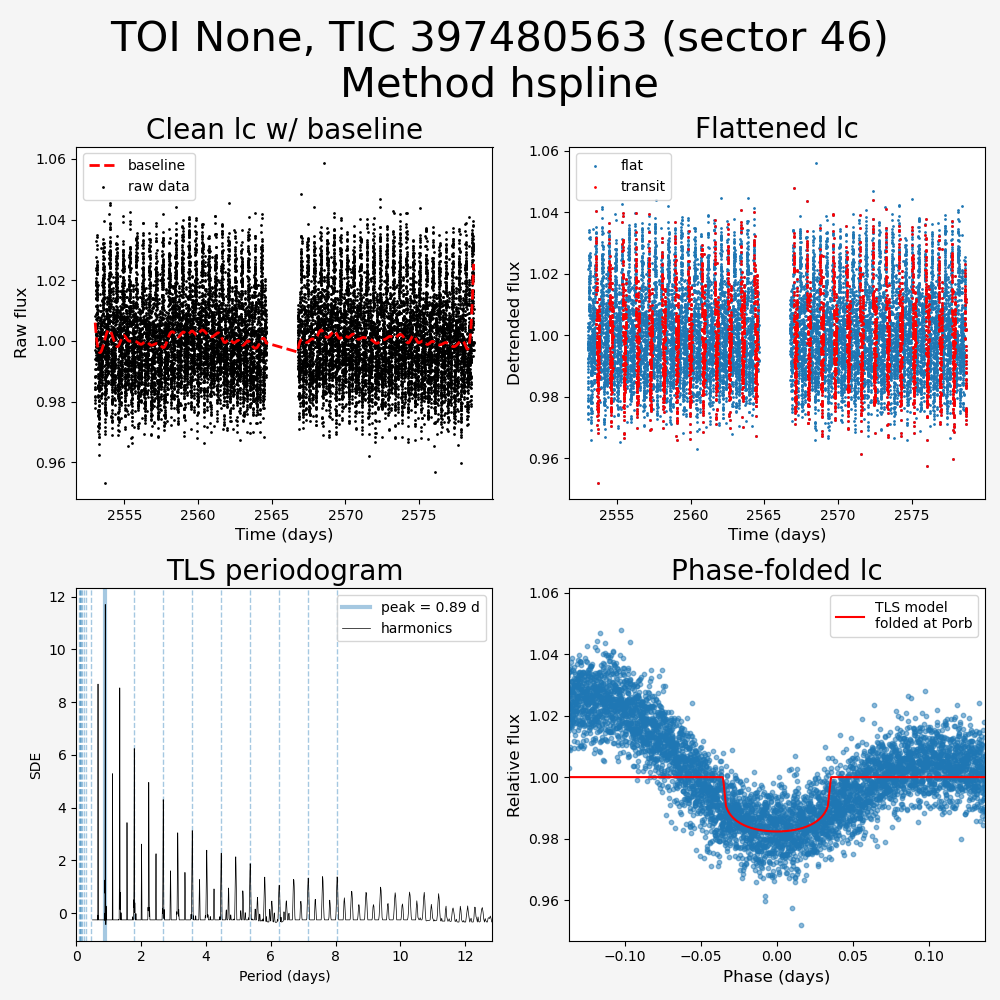 TOI None, TIC 397480563 (sector 46)
Method hspline
Clean lc w/ baseline
baseline
raw data
1.06
1.04
1.02
1.00
0.98
0.96
Raw flux
2555 2560 2565 2570 2575
Time (days)
Flattened lc
flat
transit
1.06
1.04
1.02
1.00
0.98
0.96
Detrended flux
2555 2560 2565 2570 2575
Time (days)
TLS periodogram
peak = 0.89 d
harmonics
12
10
8
6
4
2
0
SDE
0 2 4 6 8 10 12
Period (days)
Phase-folded lc
TLS model
folded at Porb
1.06
1.04
1.02
1.00
0.98
0.96
Relative flux
−0.10 −0.05 0.00 0.05 0.10
Phase (days)